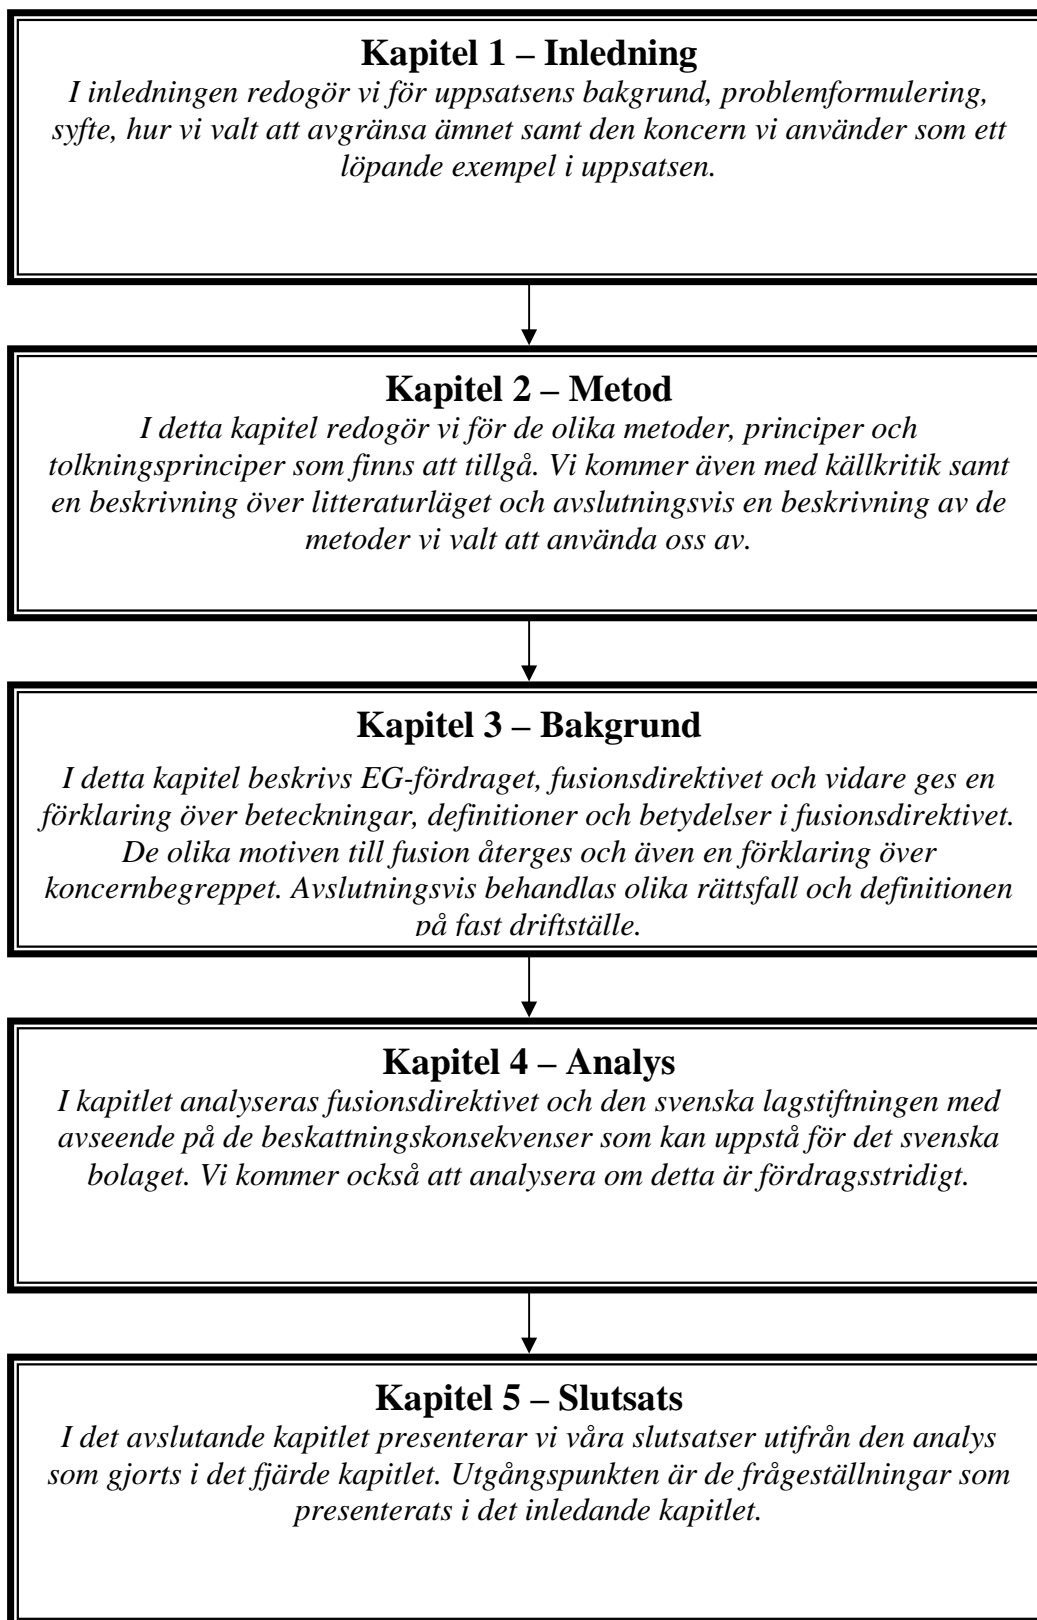 Kapitel 1 – Inledning
I inledningen redogör vi för uppsatsens bakgrund, problemformulering,
syfte, hur vi valt att avgränsa ämnet samt den koncern vi använder som ett
löpande exempel i uppsatsen.
Kapitel 2 – Metod
I detta kapitel redogör vi för de olika metoder, principer och
tolkningsprinciper som finns att tillgå. Vi kommer även med källkritik samt
en beskrivning över litteraturläget och avslutningsvis en beskrivning av de
metoder vi valt att använda oss av.
Kapitel 3 – Bakgrund
I detta kapitel beskrivs EG-fördraget, fusionsdirektivet och vidare ges en
förklaring över beteckningar, definitioner och betydelser i fusionsdirektivet.
De olika motiven till fusion återges och även en förklaring över
koncernbegreppet. Avslutningsvis behandlas olika rättsfall och definitionen
på fast driftställe.
Kapitel 4 – Analys
I kapitlet analyseras fusionsdirektivet och den svenska lagstiftningen med
avseende på de beskattningskonsekvenser som kan uppstå för det svenska
bolaget. Vi kommer också att analysera om detta är fördragsstridigt.
Kapitel 5 – Slutsats
I det avslutande kapitlet presenterar vi våra slutsatser utifrån den analys
som gjorts i det fjärde kapitlet. Utgångspunkten är de frågeställningar som
presenterats i det inledande kapitlet.